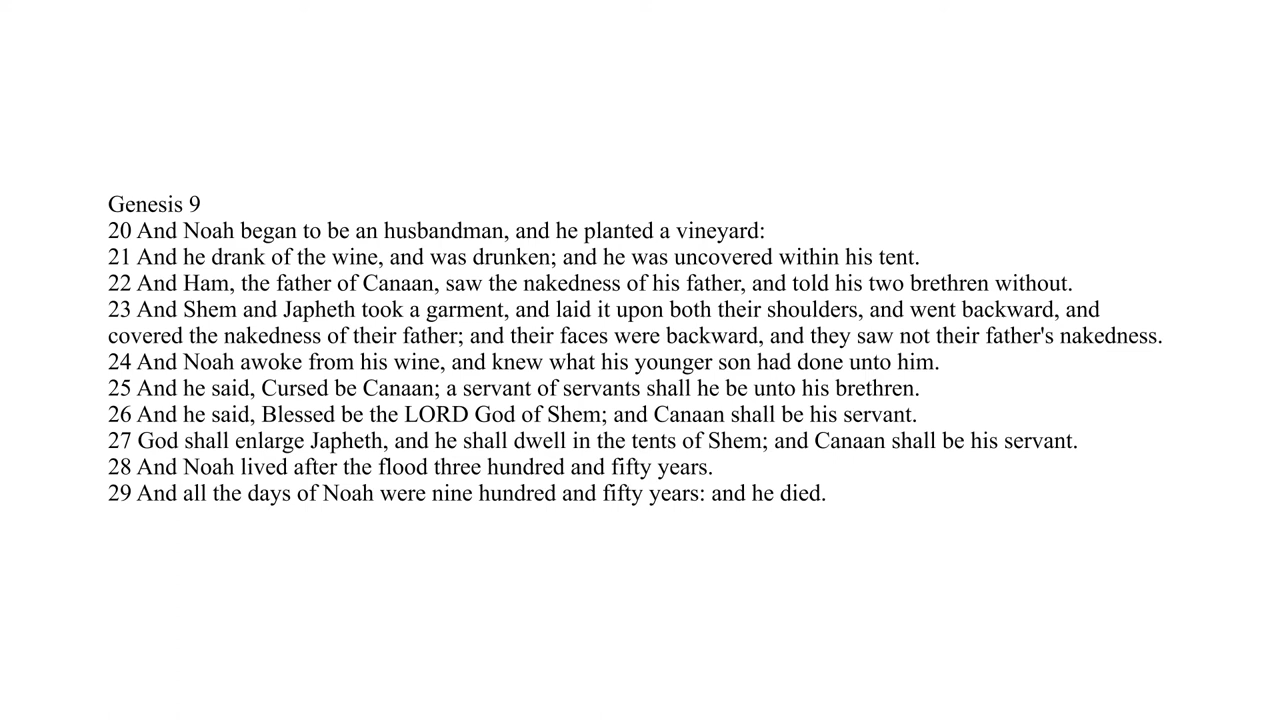 Genesis 9
20 And Noah began to be an husbandman, and he planted a vineyard:
21 And he drank of the wine, and was drunken; and he was uncovered within his tent.
22 And Ham, the father of Canaan, saw the nakedness of his father, and told his two brethren without.
23 And Shem and Japheth took a garment, and laid it upon both their shoulders, and went backward, and
covered the nakedness of their father; and their faces were backward, and they saw not their father's nakedness.
24 And Noah awoke from his wine, and knew what his younger son had done unto him.
25 And he said, Cursed be Canaan; a servant of servants shall he be unto his brethren.
26 And he said, Blessed be the LORD God of Shem; and Canaan shall be his servant.
27 God shall enlarge Japheth, and he shall dwell in the tents of Shem; and Canaan shall be his servant.
28 And Noah lived after the flood three hundred and fifty years.
29 And all the days of Noah were nine hundred and fifty years: and he died.